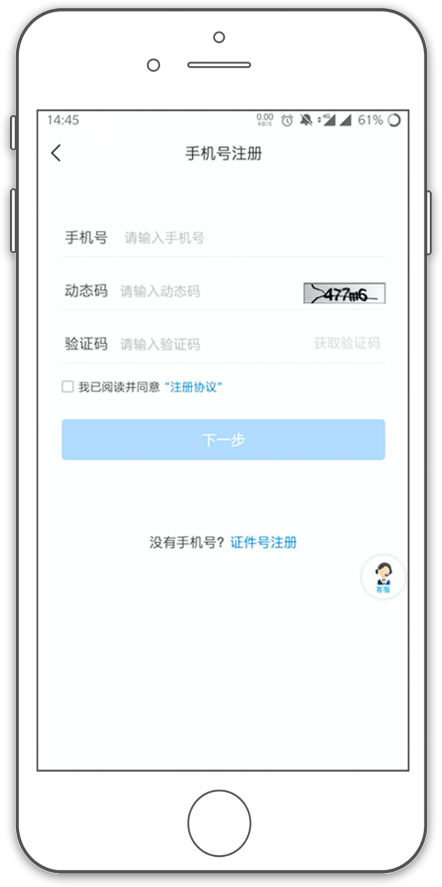 14:45 0.00 KB/S 4G 61%
手机号注册
手机号 请输入手机号
动态码 请输入动态码 477m6
验证码 请输入验证码 获取验证码
我已阅读并同意 "注册协议"
下一步
没有手机号? 证件号注册
客服